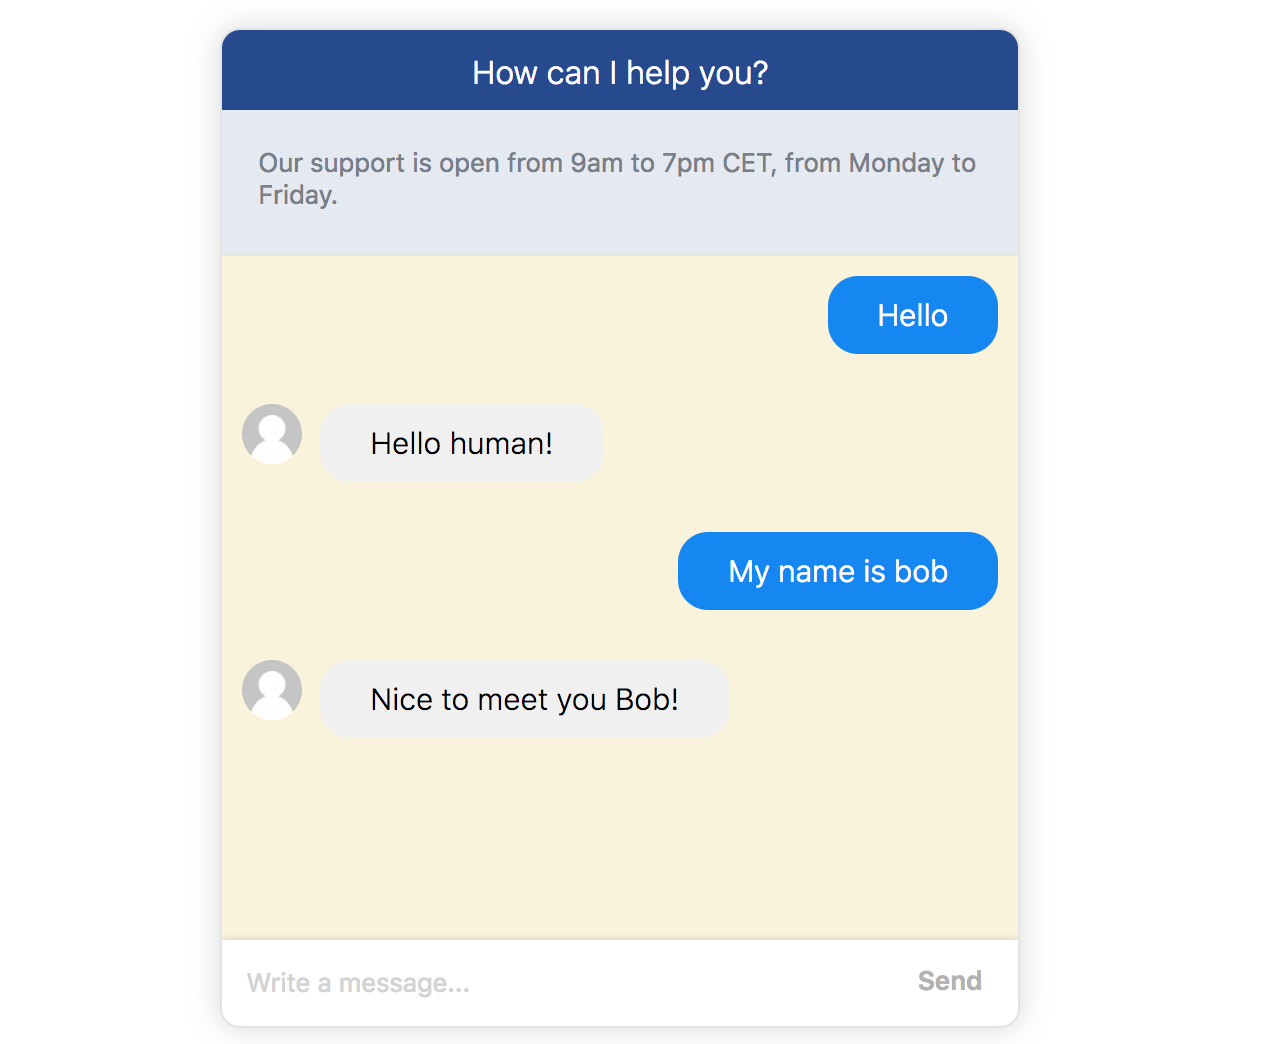 How can I help you?
Our support is open from 9am to 7pm CET, from Monday to
Friday.
Hello
Hello human!
My name is bob
Nice to meet you Bob!
Write a message...
Send